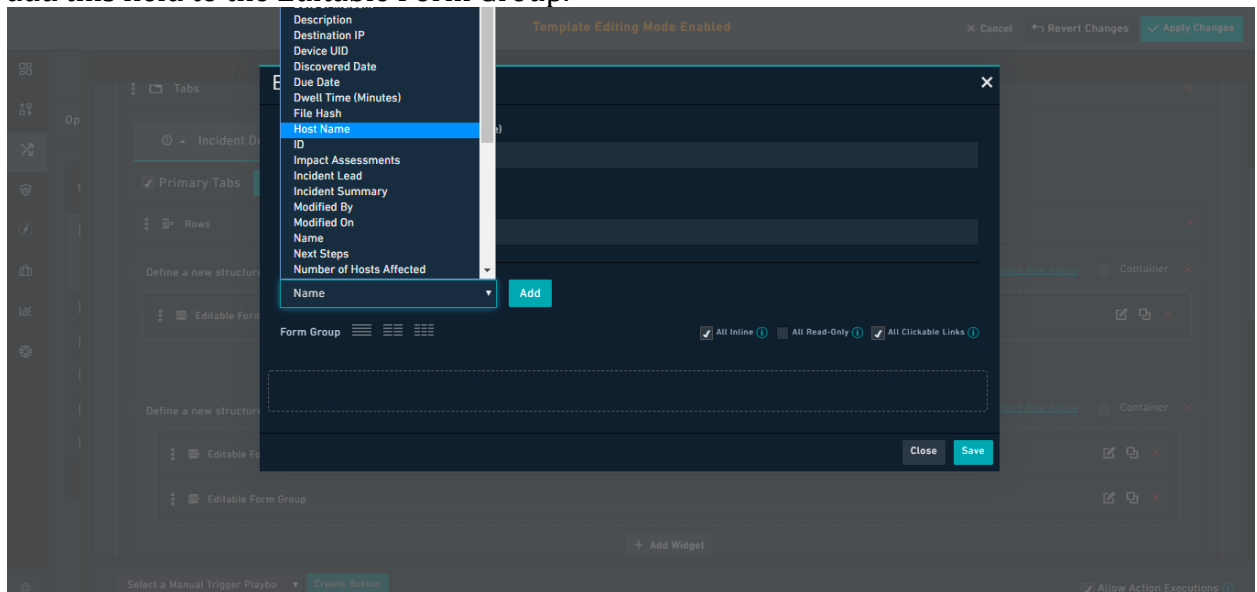 add this field to the Editable Form Group.
Template Editing Mode Enabled
× Cancel
Revert Changes
Apply Changes
Description
Destination IP
Device UID
Discovered Date
Due Date
Dwell Time (Minutes)
File Hash
Host Name
ID
Impact Assessments
Incident Lead
Incident Summary
Modified By
Modified On
Name
Next Steps
Number of Hosts Affected
Name
Add
Form Group
All Inline
All Read-Only
All Clickable Links
Close
Save
Tabs
Op
Incident D
Primary Tabs
Rows
Define a new structure
Container
Editable Form
Define a new structure
Container
Editable Fo
Editable Form Group
+ Add Widget
Select a Manual Trigger Playbo
Create Button
Allow Action Executions